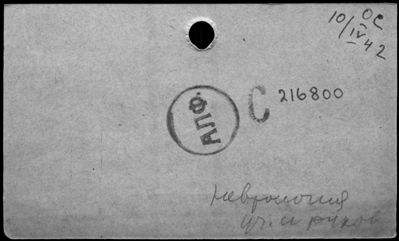 ОС
10/IV 42
АЛФ.
С 216800
Неврология